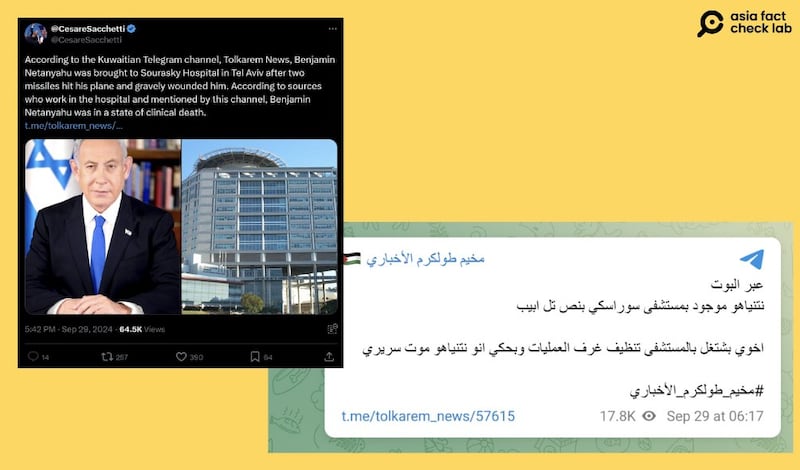 asia fact
check lab
@CesareSacchetti
@CesareSacchetti
According to the Kuwaitian Telegram channel, Tolkarem News, Benjamin
Netanyahu was brought to Sourasky Hospital in Tel Aviv after two
missiles hit his plane and gravely wounded him. According to sources
who work in the hospital and mentioned by this channel, Benjamin
Netanyahu was in a state of clinical death.
t.me/tolkarem_news/...
5:42 PM · Sep 29, 2024 · 64.5K Views
14 267 390 64
مخيم طولكرم الأخباري 🇵🇸
عبر البوت
نتنياهو موجود بمستشفى سوراسكي بنص تل ابيب
اخوي بشتغل بالمستشفى تنظيف غرف العمليات وبحكي انو نتنياهو موت سريري
#مخيم_طولكرم_الأخباري
t.me/tolkarem_news/57615 17.8K Sep 29 at 06:17